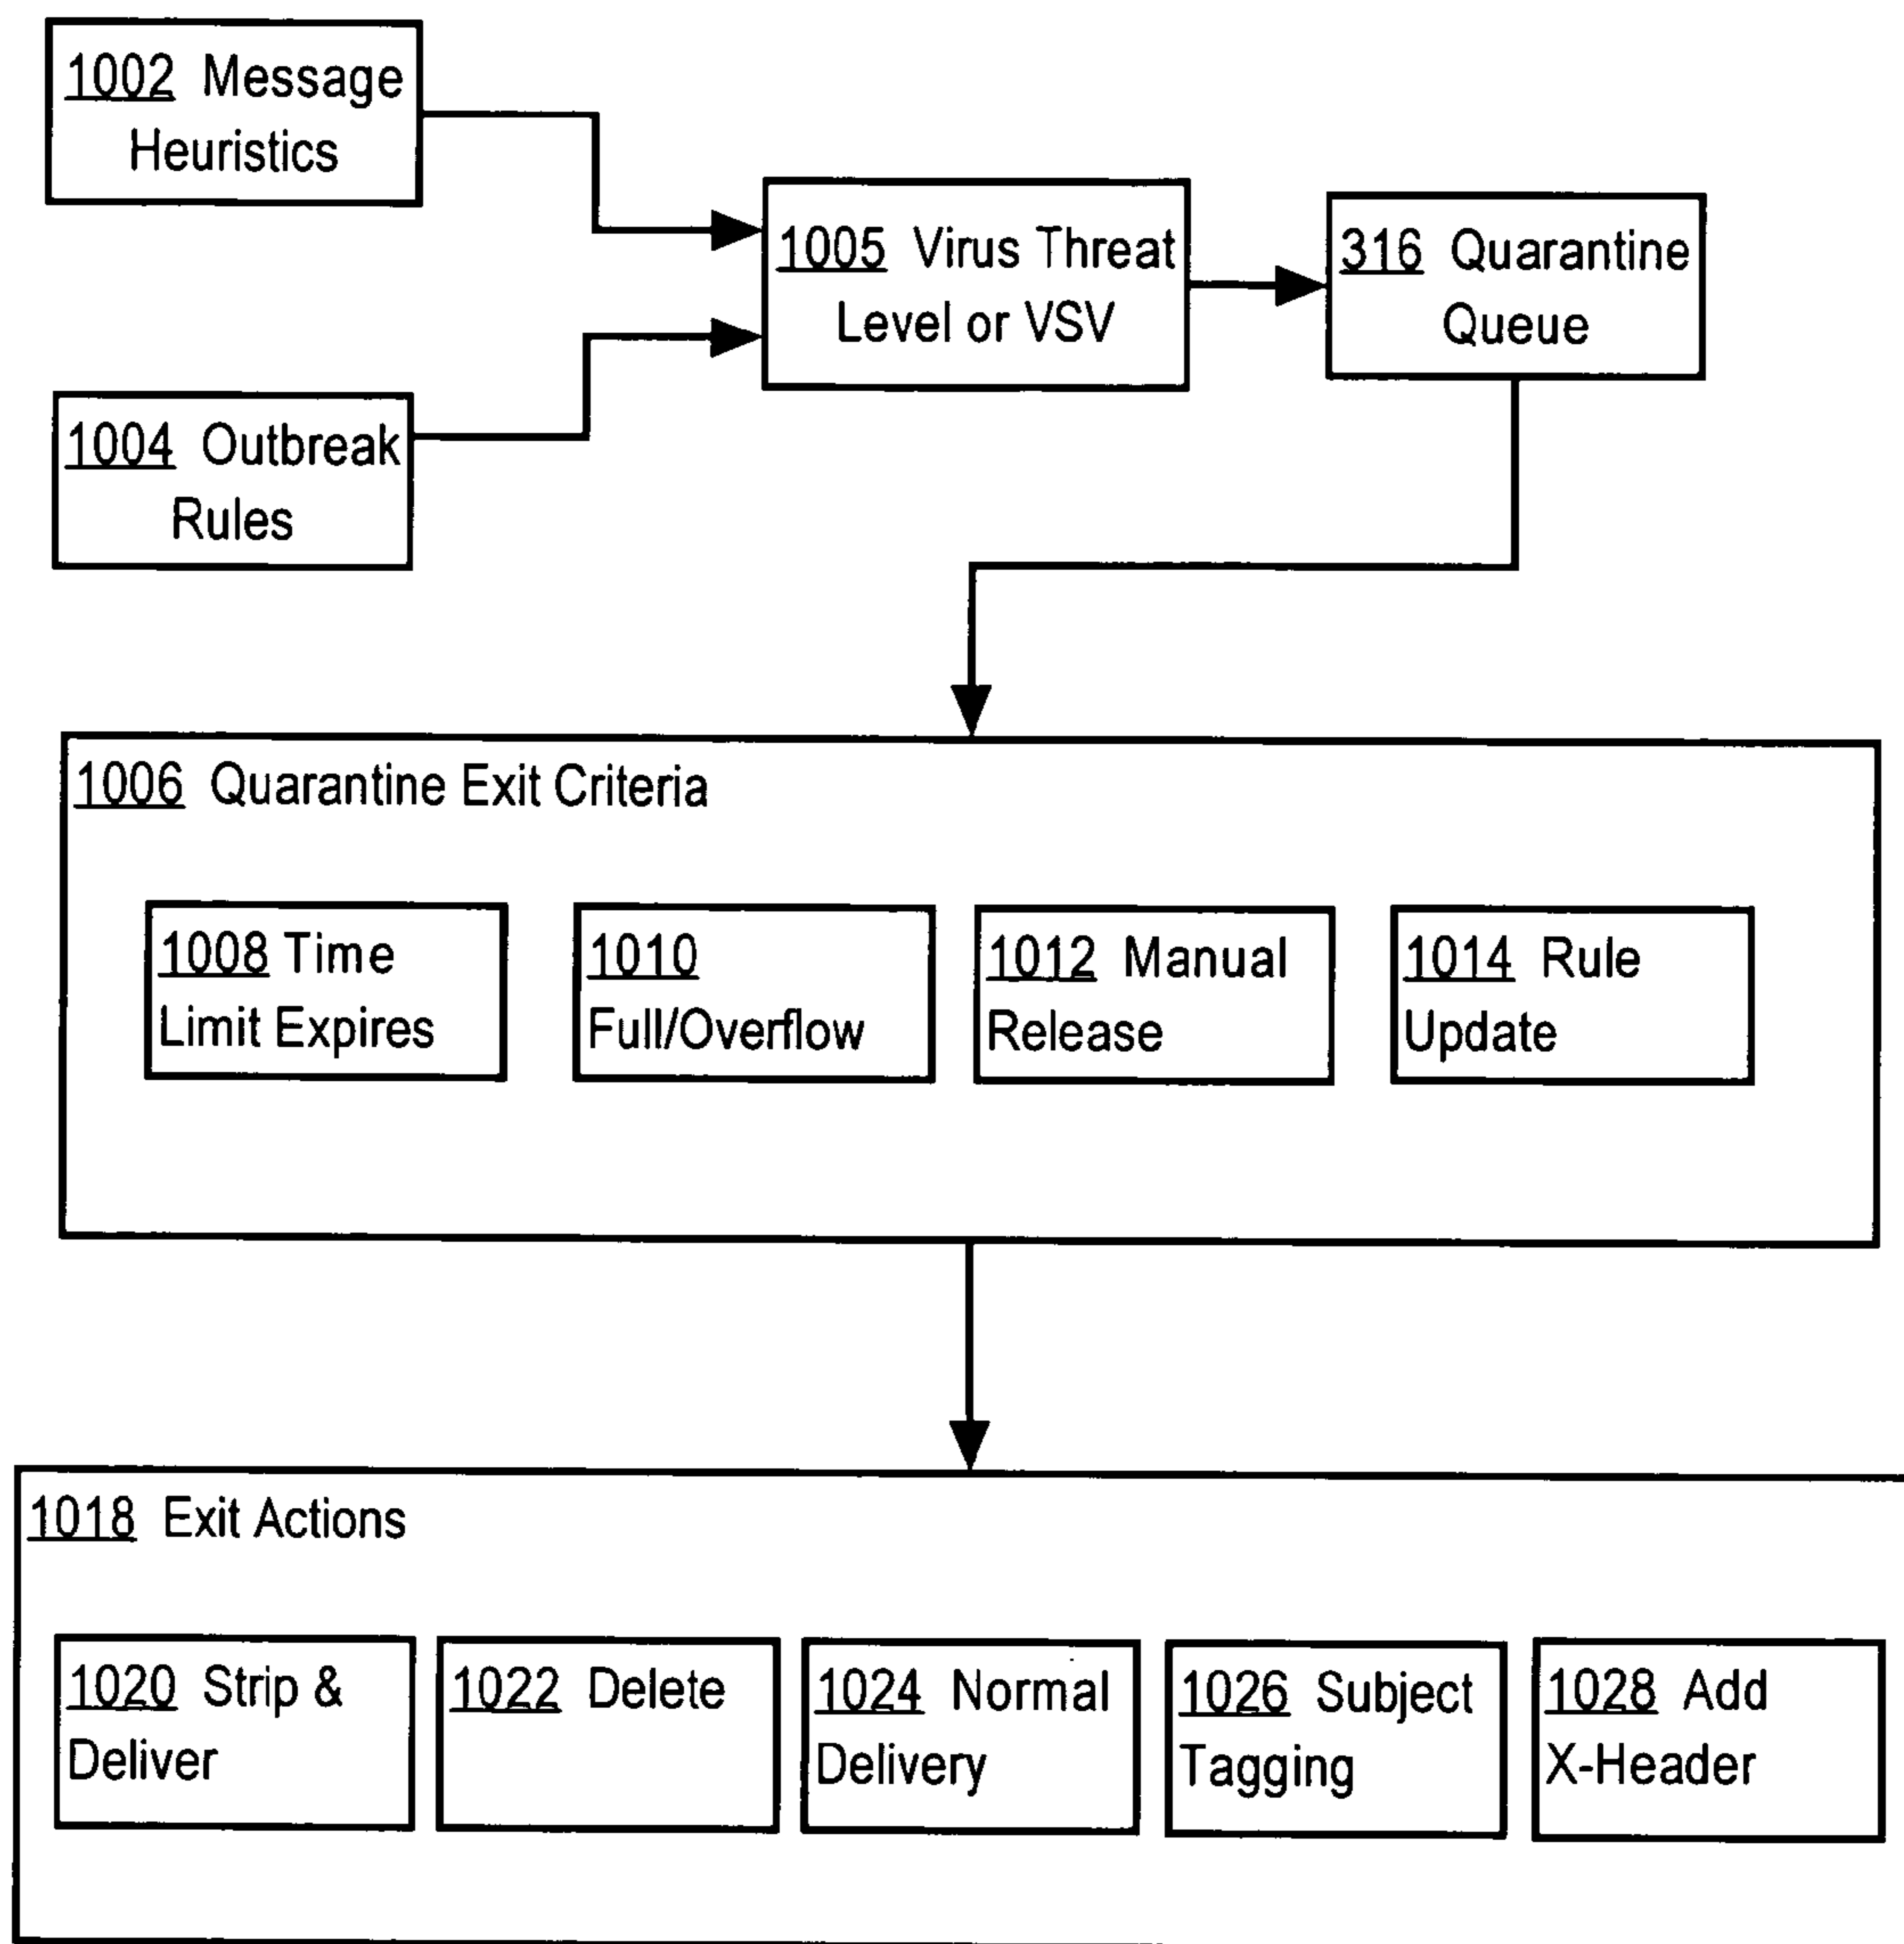 1002 Message
Heuristics
1005 Virus Threat
Level or VSV
316 Quarantine
Queue
1004 Outbreak
Rules
1006 Quarantine Exit Criteria
1008 Time
Limit Expires
1010
Full/Overflow
1012 Manual
Release
1014 Rule
Update
1018 Exit Actions
1020 Strip &
Deliver
1022 Delete
1024 Normal
Delivery
1026 Subject
Tagging
1028 Add
X-Header